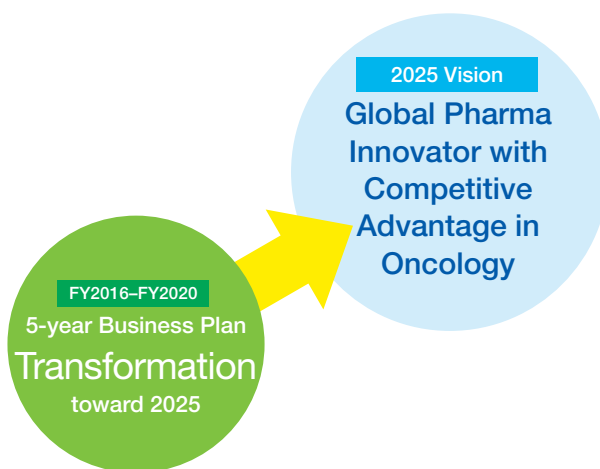 2025 Vision
Global Pharma
Innovator with
Competitive
Advantage in
Oncology
FY2016–FY2020
5-year Business Plan
Transformation
toward 2025